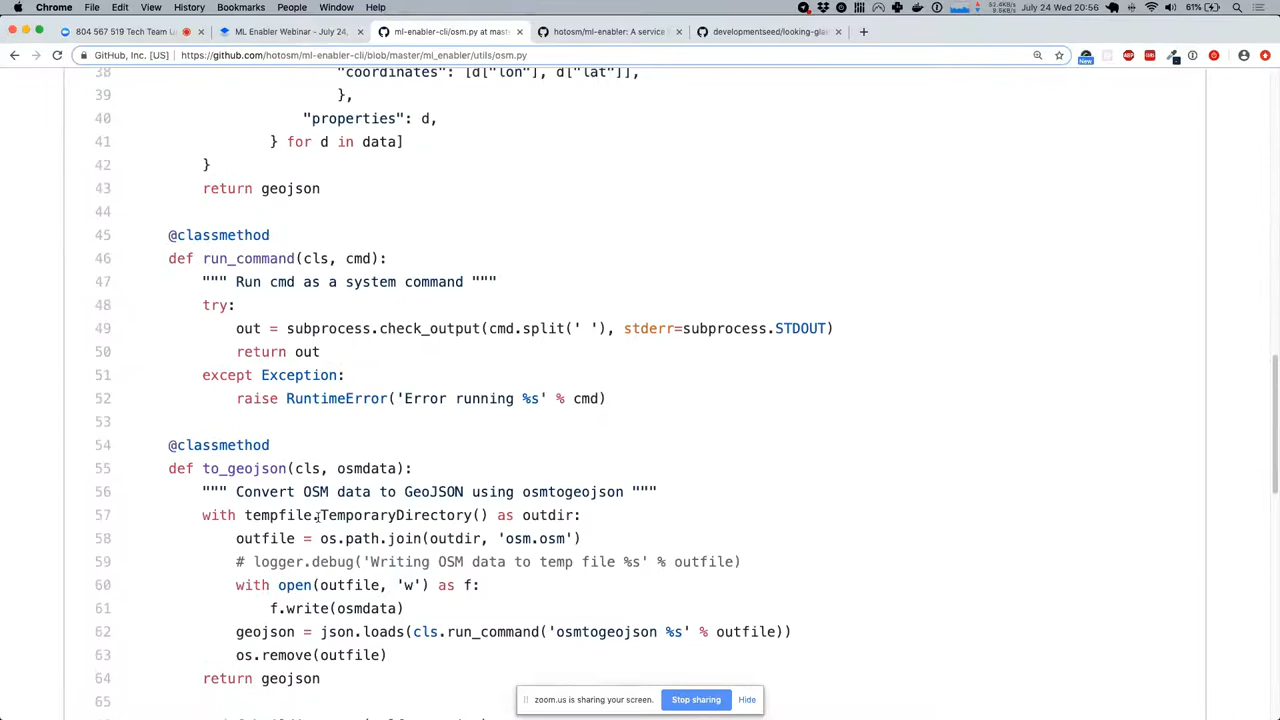 Chrome File Edit View History Bookmarks People Window Help 32.4KB/s 9.5KB/s 61% July 24 Wed 20:56
804 567 519 Tech Team U
ML Enabler Webinar - July 24,
ml-enabler-cli/osm.py at mast
hotosm/ml-enabler: A service
developmentseed/looking-glas
GitHub, Inc. [US] https://github.com/hotosm/ml-enabler-cli/blob/master/ml_enabler/utils/osm.py
New
38 "coordinates": [d["lon"], d["lat"]],
39 },
40 "properties": d,
41 } for d in data]
42 }
43 return geojson
44
45 @classmethod
46 def run_command(cls, cmd):
47 """ Run cmd as a system command """
48 try:
49 out = subprocess.check_output(cmd.split(' '), stderr=subprocess.STDOUT)
50 return out
51 except Exception:
52 raise RuntimeError('Error running %s' % cmd)
53
54 @classmethod
55 def to_geojson(cls, osmdata):
56 """ Convert OSM data to GeoJSON using osmtogeojson """
57 with tempfile.TemporaryDirectory() as outdir:
58 outfile = os.path.join(outdir, 'osm.osm')
59 # logger.debug('Writing OSM data to temp file %s' % outfile)
60 with open(outfile, 'w') as f:
61 f.write(osmdata)
62 geojson = json.loads(cls.run_command('osmtogeojson %s' % outfile))
63 os.remove(outfile)
64 return geojson
65
zoom.us is sharing your screen. Stop sharing Hide